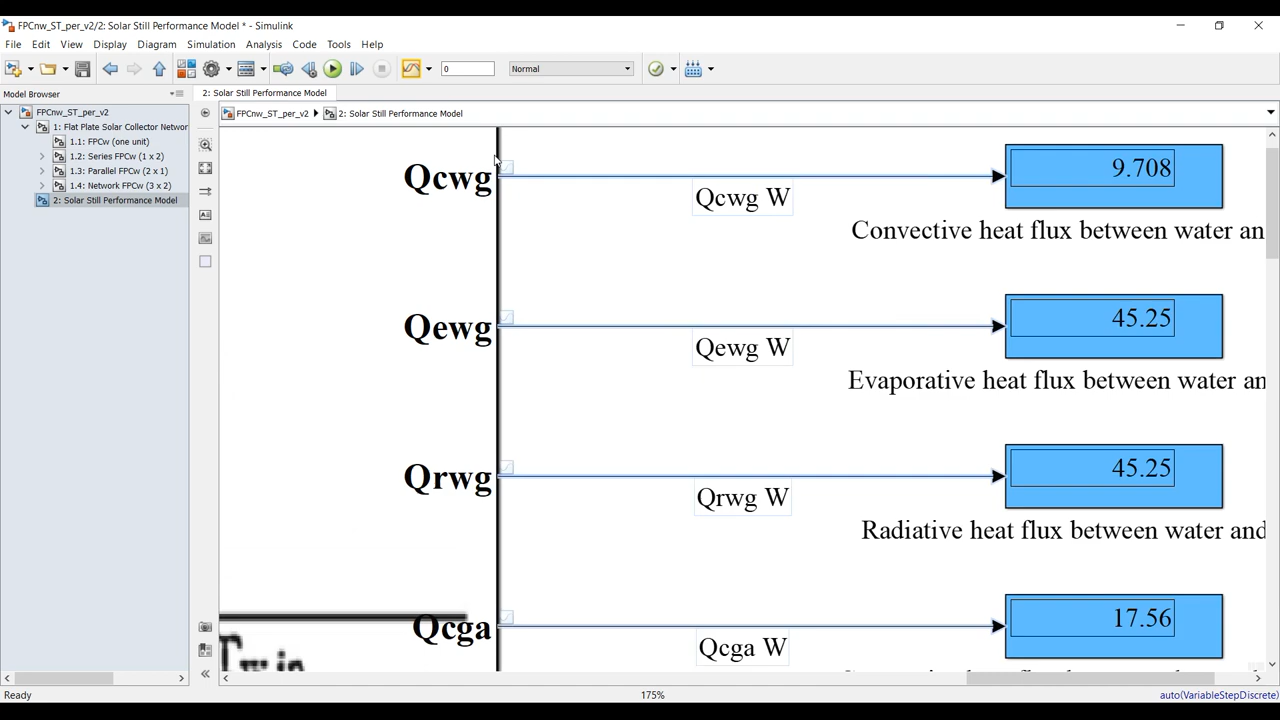 FPCnw_ST_per_v2/2: Solar Still Performance Model * - Simulink
File Edit View Display Diagram Simulation Analysis Code Tools Help
0 Normal
Model Browser
2: Solar Still Performance Model
FPCnw_ST_per_v2
1: Flat Plate Solar Collector Networ
1.1: FPCw (one unit)
1.2: Series FPCw (1 x 2)
1.3: Parallel FPCw (2 x 1)
1.4: Network FPCw (3 x 2)
2: Solar Still Performance Model
FPCnw_ST_per_v2 2: Solar Still Performance Model
Qcwg
Qcwg W
9.708
Convective heat flux between water an
Qewg
Qewg W
45.25
Evaporative heat flux between water an
Qrwg
Qrwg W
45.25
Radiative heat flux between water and
Qcga
Qcga W
17.56
Ready
175%
auto(VariableStepDiscrete)